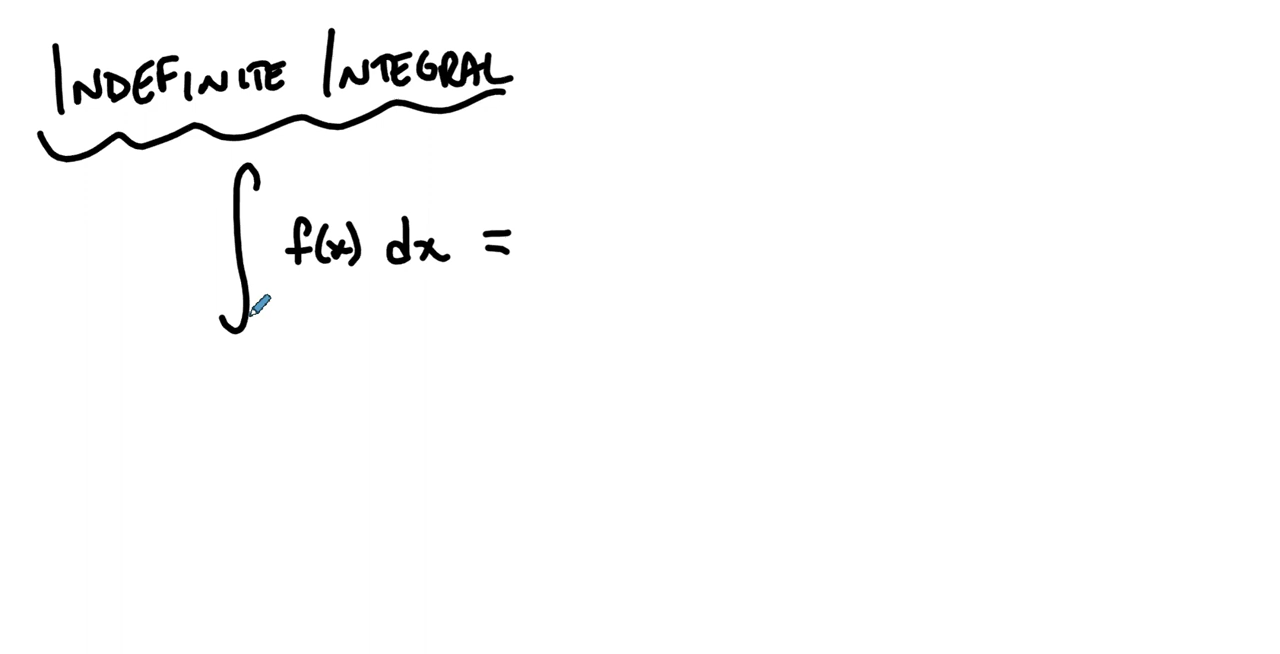 INDEFINITE INTEGRAL
∫ f(x) dx =